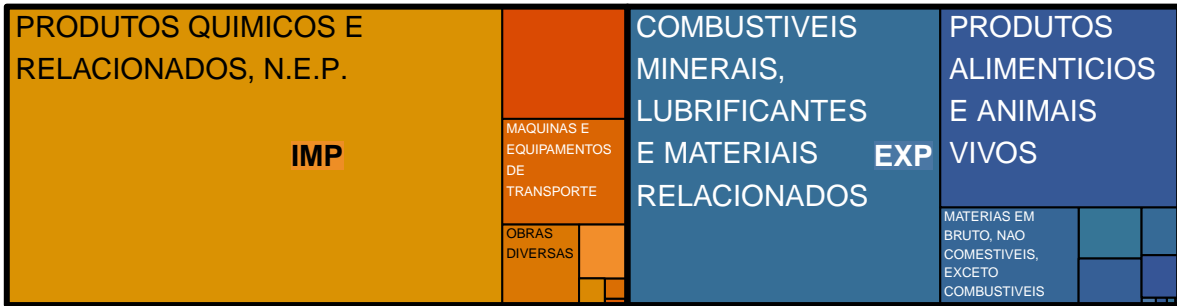 PRODUTOS QUIMICOS E
RELACIONADOS, N.E.P.
IMP
MAQUINAS E
EQUIPAMENTOS
DE
TRANSPORTE
OBRAS
DIVERSAS
COMBUSTIVEIS
MINERAIS,
LUBRIFICANTES
E MATERIAIS
RELACIONADOS
EXP
PRODUTOS
ALIMENTICIOS
E ANIMAIS
VIVOS
MATERIAS EM
BRUTO, NAO
COMESTIVEIS,
EXCETO
COMBUSTIVEIS